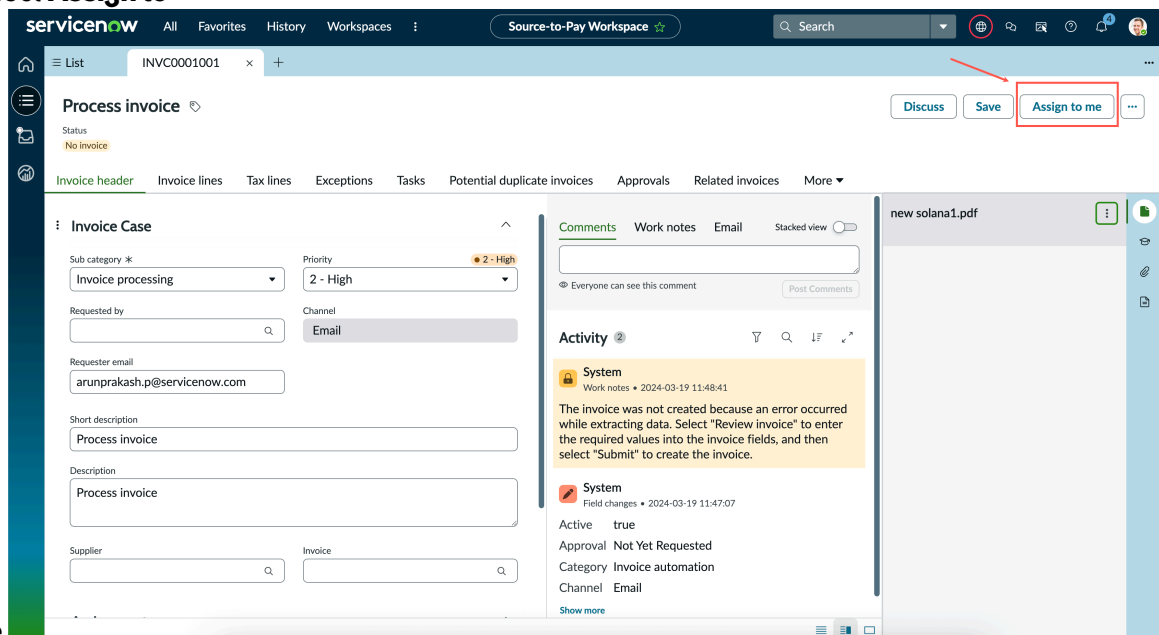 servicenow All Favorites History Workspaces Source-to-Pay Workspace Search 4
List INVC0001001
Process invoice
Discuss Save Assign to me
Status
No invoice
Invoice header Invoice lines Tax lines Exceptions Tasks Potential duplicate invoices Approvals Related invoices More
Invoice Case
Sub category
Invoice processing
Priority
2 - High
2 - High
Requested by
Channel
Email
Requester email
arunprakash.p@servicenow.com
Short description
Process invoice
Description
Process invoice
Supplier
Invoice
Comments Work notes Email Stacked view
Everyone can see this comment
Post Comments
Activity 2
System
Work notes • 2024-03-19 11:48:41
The invoice was not created because an error occurred
while extracting data. Select "Review invoice" to enter
the required values into the invoice fields, and then
select "Submit" to create the invoice.
System
Field changes • 2024-03-19 11:47:07
Active true
Approval Not Yet Requested
Category Invoice automation
Channel Email
Show more
new solana1.pdf